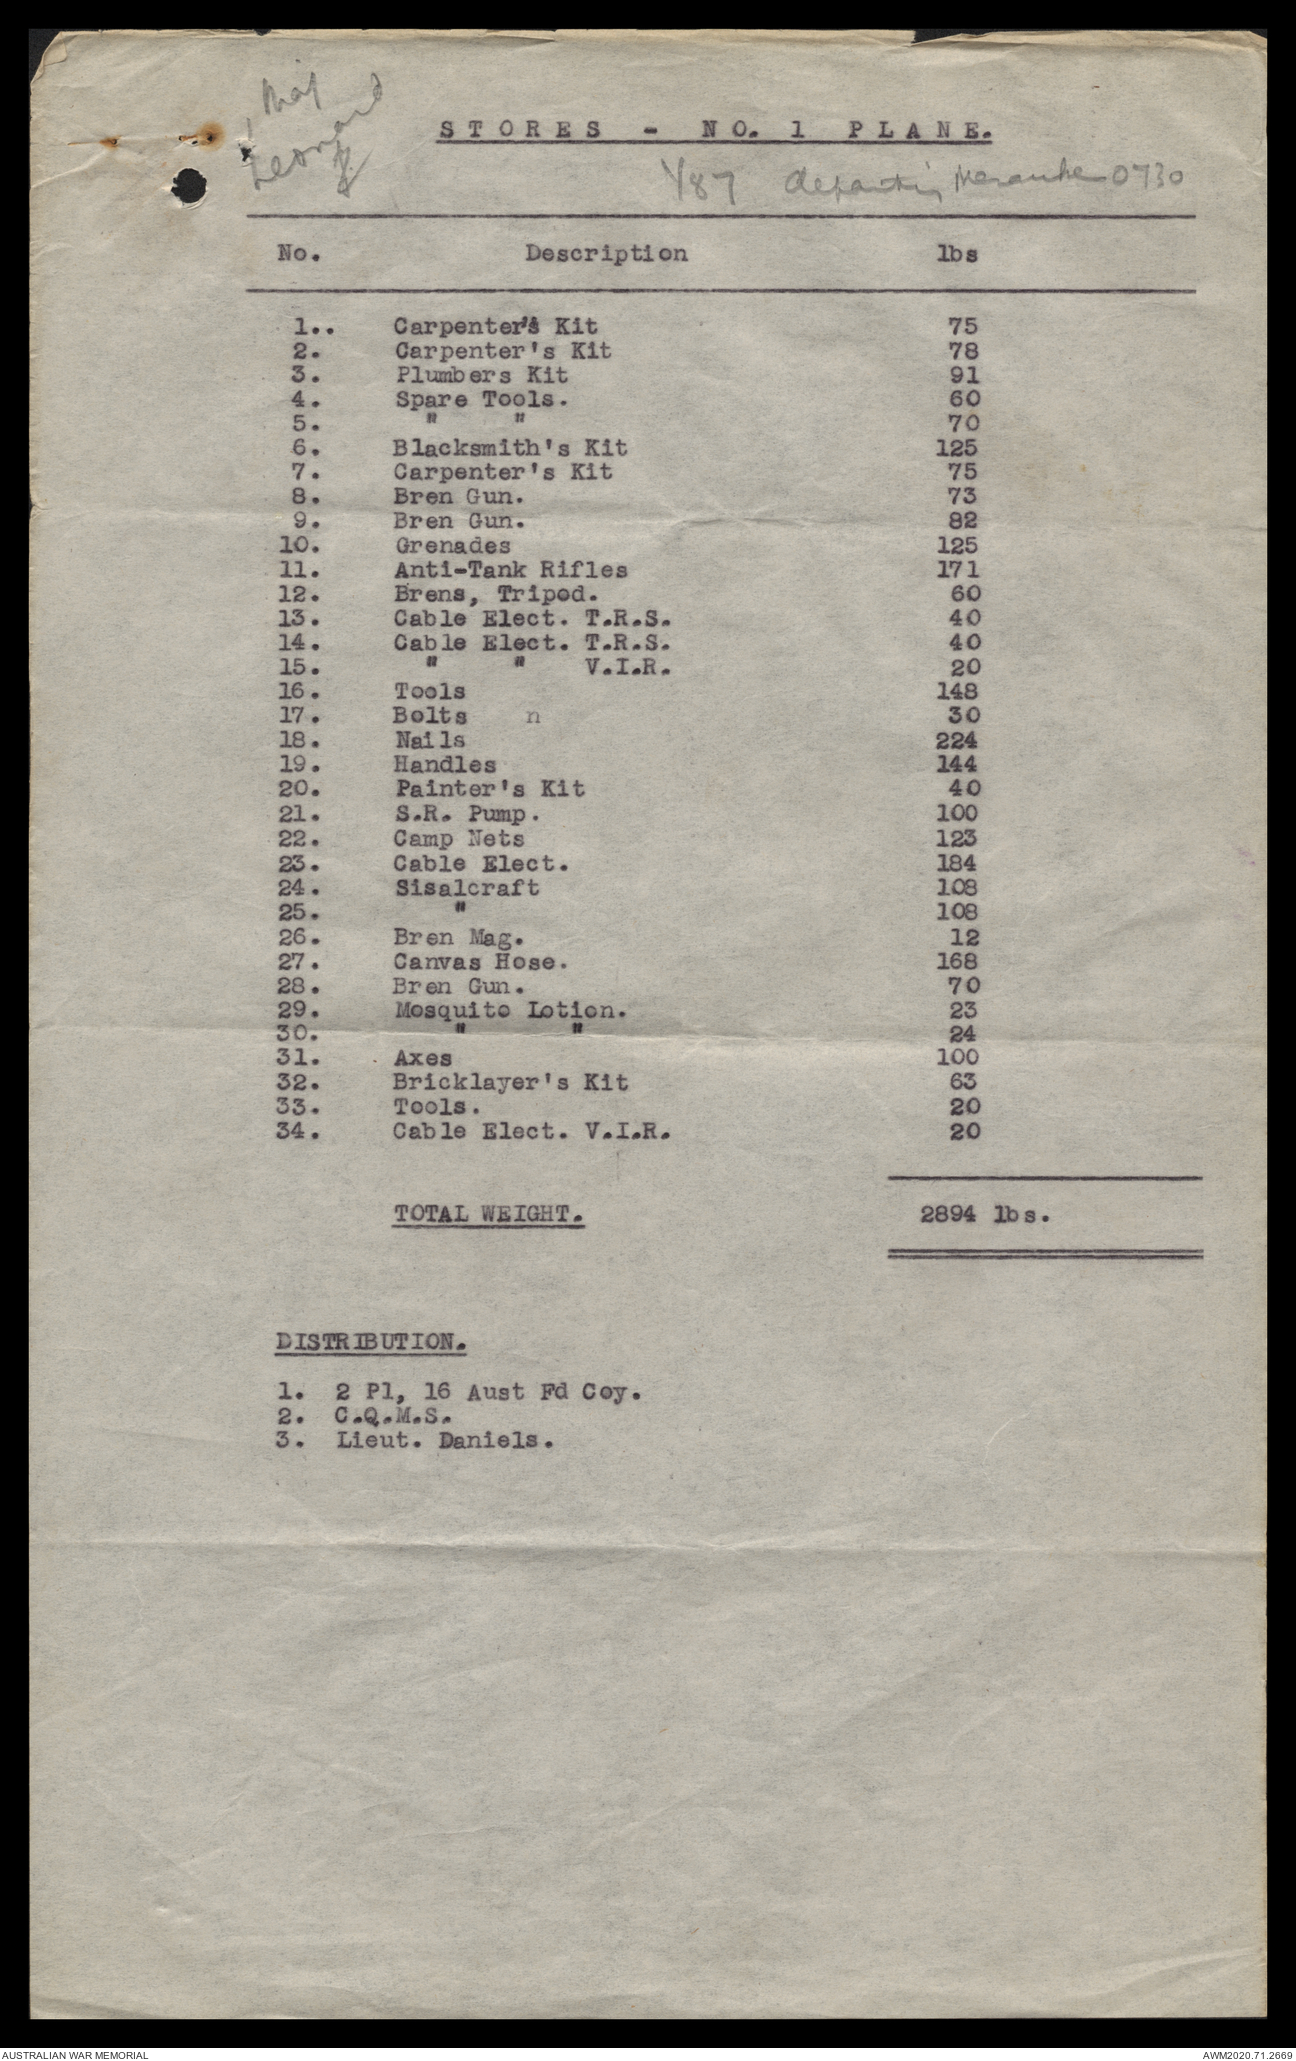 Maj
Leonard
STORES - NO. 1 PLANE.
V87 departing Merauke 0730
No. Description lbs
1.. Carpenter's Kit 75
2. Carpenter's Kit 78
3. Plumbers Kit 91
4. Spare Tools. 60
5. " " 70
6. Blacksmith's Kit 125
7. Carpenter's Kit 75
8. Bren Gun. 73
9. Bren Gun. 82
10. Grenades 125
11. Anti-Tank Rifles 171
12. Brens, Tripod. 60
13. Cable Elect. T.R.S. 40
14. Cable Elect. T.R.S. 40
15. " " V.I.R. 20
16. Tools 148
17. Bolts n 30
18. Nails 224
19. Handles 144
20. Painter's Kit 40
21. S.R. Pump. 100
22. Camp Nets 123
23. Cable Elect. 184
24. Sisalcraft 108
25. " 108
26. Bren Mag. 12
27. Canvas Hose. 168
28. Bren Gun. 70
29. Mosquito Lotion. 23
30. " " 24
31. Axes 100
32. Bricklayer's Kit 63
33. Tools. 20
34. Cable Elect. V.I.R. 20
TOTAL WEIGHT. 2894 lbs.
DISTRIBUTION.
1. 2 Pl, 16 Aust Fd Coy.
2. C.Q.M.S.
3. Lieut. Daniels.
AUSTRALIAN WAR MEMORIAL AWM2020.71.2669